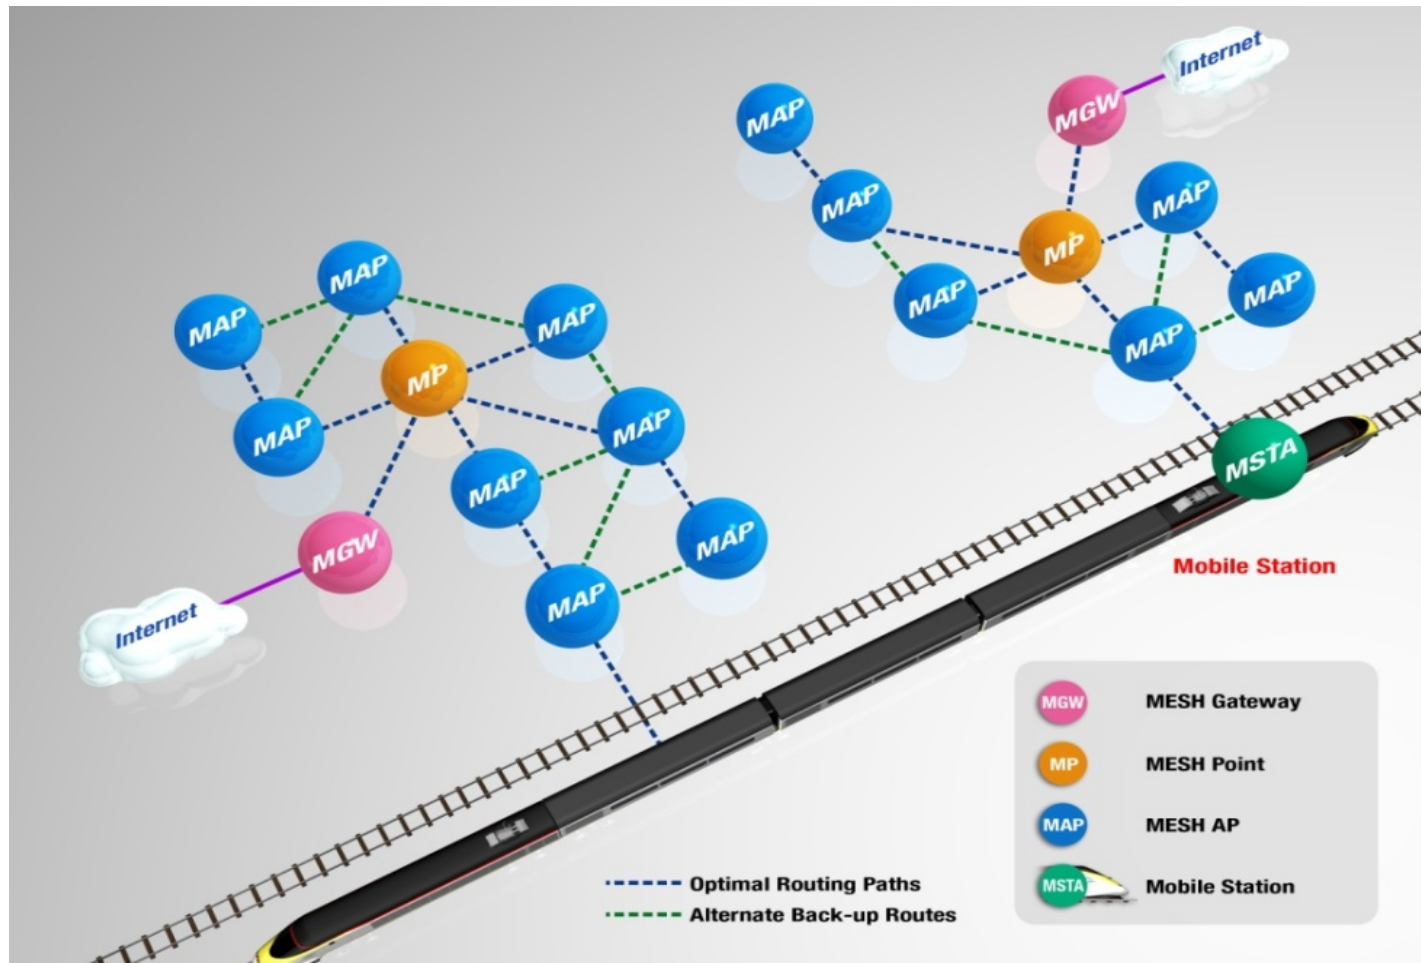 Internet
MGW
MAP
MAP
MAP
MP
MAP
MAP
MAP
MAP
MAP
MAP
MAP
MP
MAP
MAP
MAP
MAP
MSTA
MGW
MAP
MAP
Internet
Mobile Station
MGW MESH Gateway
MP MESH Point
MAP MESH AP
MSTA Mobile Station
Optimal Routing Paths
Alternate Back-up Routes